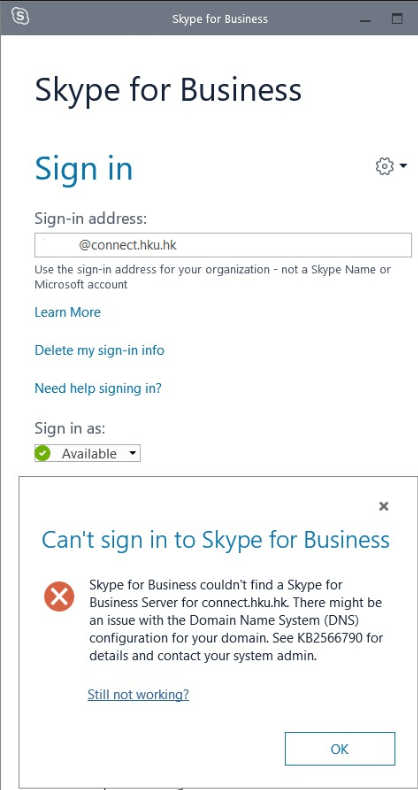 Skype for Business
Skype for Business
Sign in
Sign-in address:
@connect.hku.hk
Use the sign-in address for your organization - not a Skype Name or
Microsoft account
Learn More
Delete my sign-in info
Need help signing in?
Sign in as:
Available
Can't sign in to Skype for Business
Skype for Business couldn't find a Skype for
Business Server for connect.hku.hk. There might be
an issue with the Domain Name System (DNS)
configuration for your domain. See KB2566790 for
details and contact your system admin.
Still not working?
OK